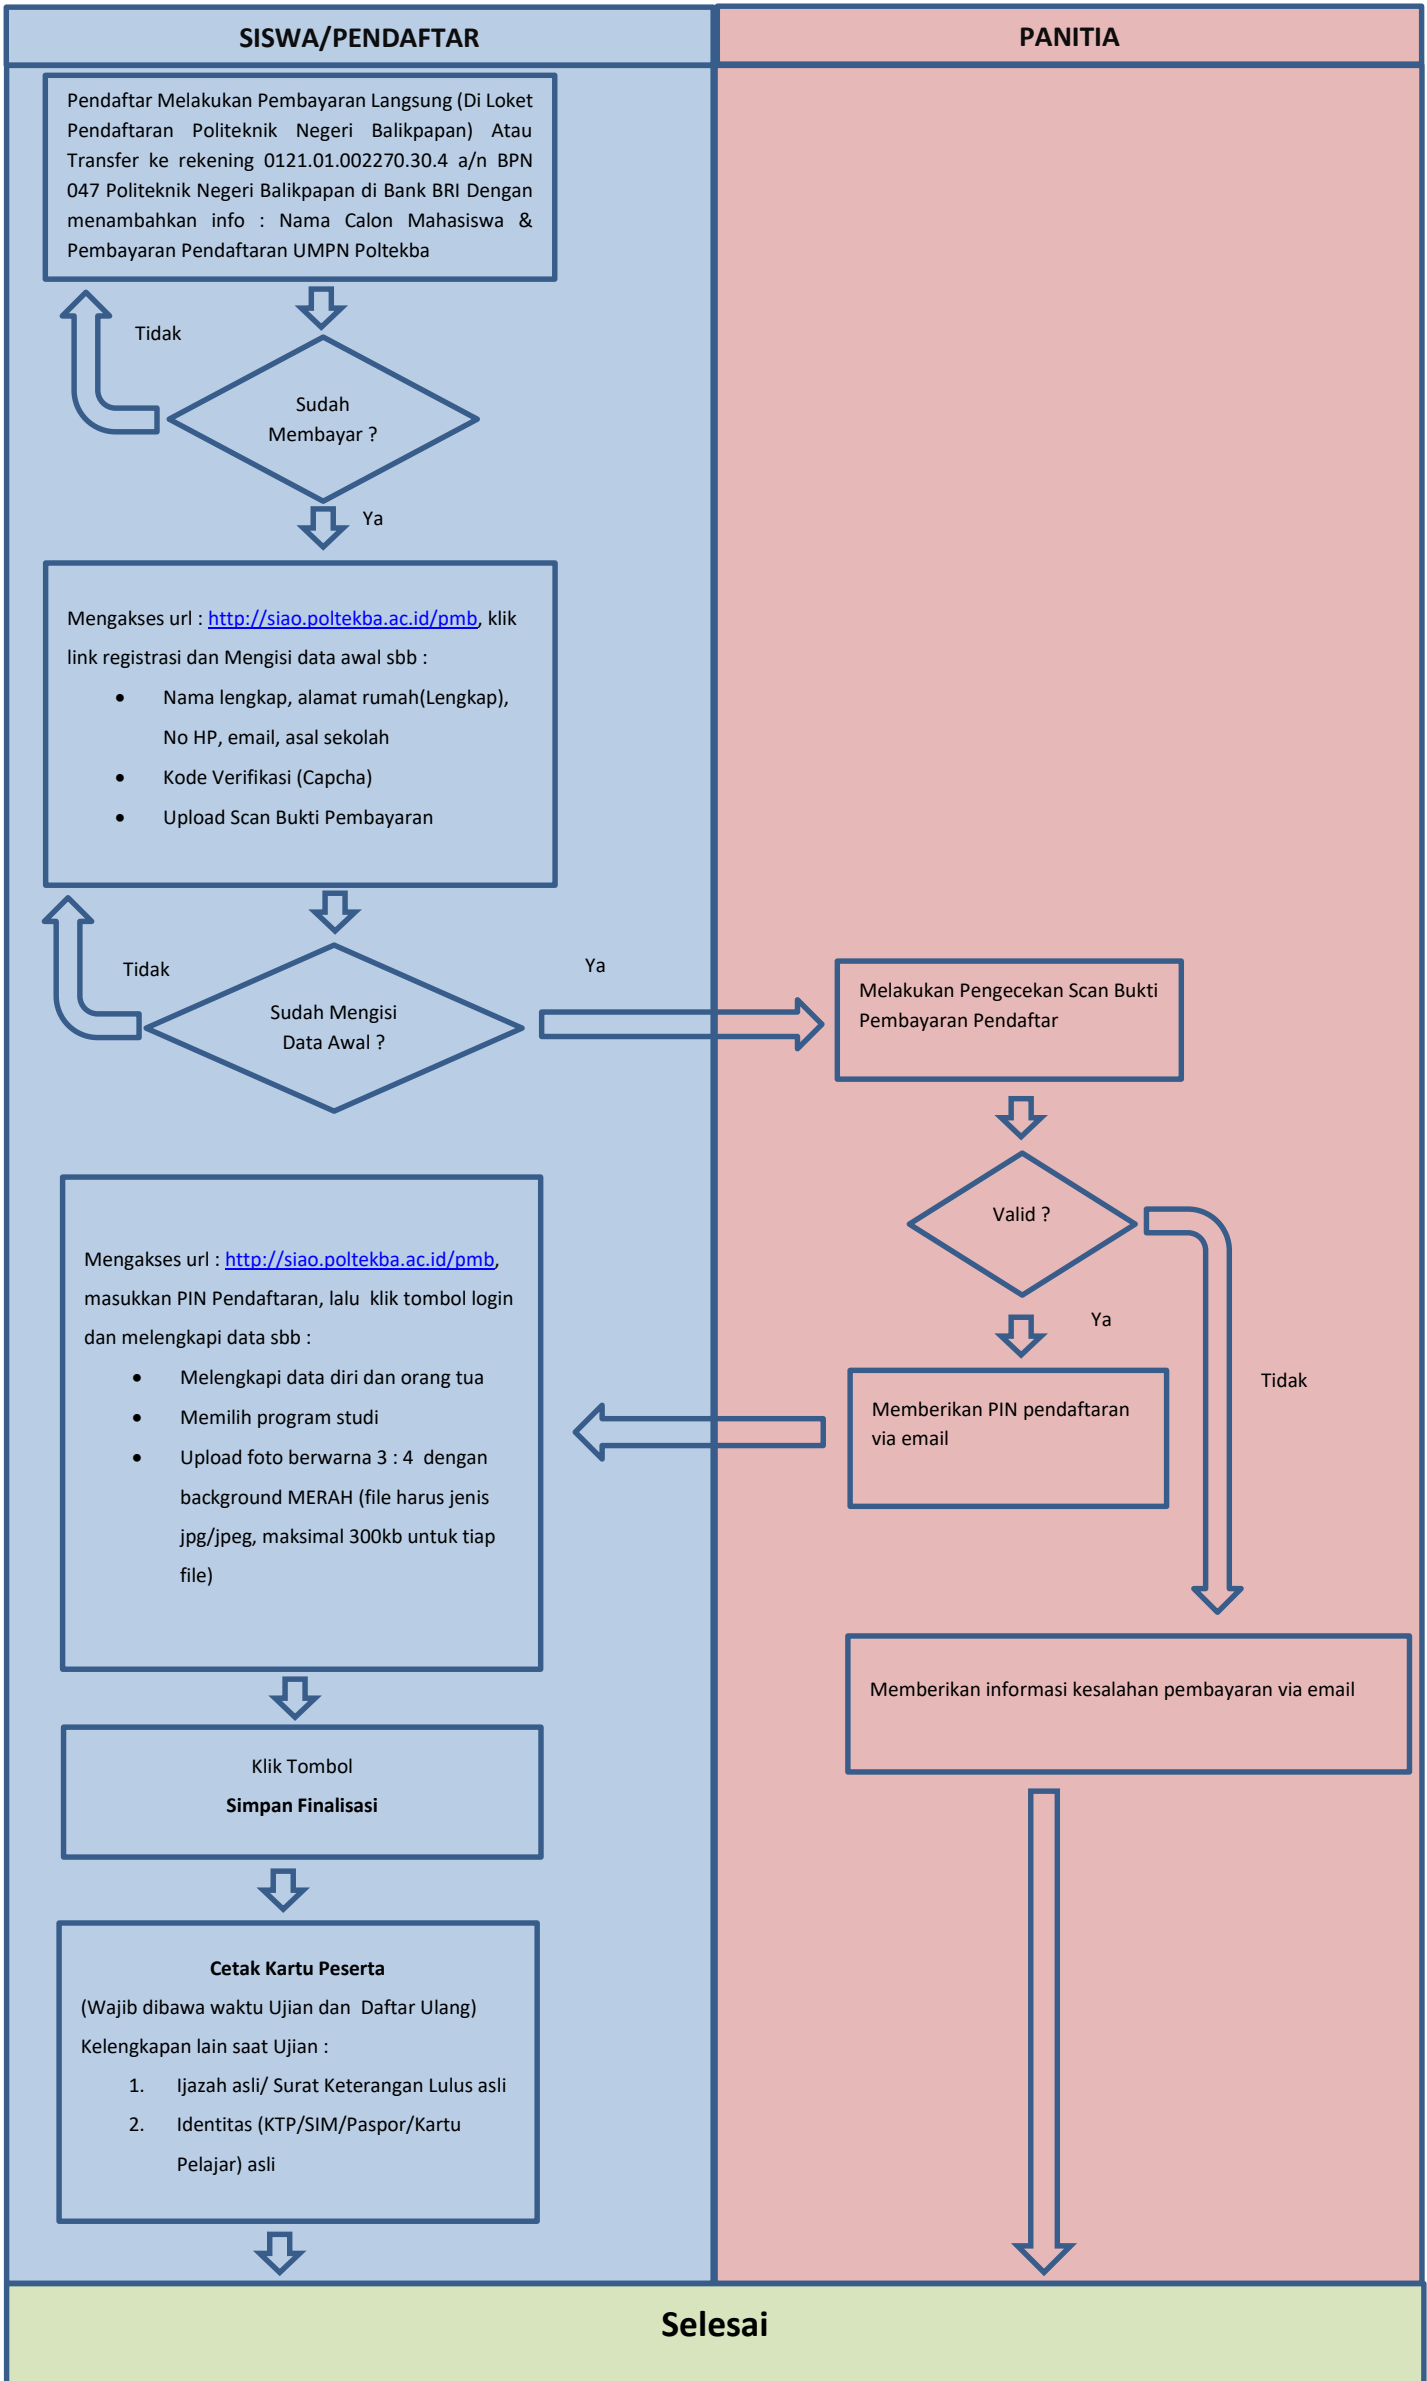 SISWA/PENDAFTAR
PANITIA
Pendaftar Melakukan Pembayaran Langsung (Di Loket
Pendaftaran Politeknik Negeri Balikpapan) Atau
Transfer ke rekening 0121.01.002270.30.4 a/n BPN
047 Politeknik Negeri Balikpapan di Bank BRI Dengan
menambahkan info : Nama Calon Mahasiswa &
Pembayaran Pendaftaran UMPN Poltekba
Tidak
Sudah
Membayar ?
Ya
Mengakses url : http://siao.poltekba.ac.id/pmb, klik
link registrasi dan Mengisi data awal sbb :
• Nama lengkap, alamat rumah(Lengkap),
No HP, email, asal sekolah
• Kode Verifikasi (Capcha)
• Upload Scan Bukti Pembayaran
Tidak
Sudah Mengisi
Data Awal ?
Ya
Melakukan Pengecekan Scan Bukti
Pembayaran Pendaftar
Valid ?
Ya
Tidak
Memberikan PIN pendaftaran
via email
Mengakses url : http://siao.poltekba.ac.id/pmb,
masukkan PIN Pendaftaran, lalu klik tombol login
dan melengkapi data sbb :
• Melengkapi data diri dan orang tua
• Memilih program studi
• Upload foto berwarna 3 : 4 dengan
background MERAH (file harus jenis
jpg/jpeg, maksimal 300kb untuk tiap
file)
Memberikan informasi kesalahan pembayaran via email
Klik Tombol
Simpan Finalisasi
Cetak Kartu Peserta
(Wajib dibawa waktu Ujian dan Daftar Ulang)
Kelengkapan lain saat Ujian :
1. Ijazah asli/ Surat Keterangan Lulus asli
2. Identitas (KTP/SIM/Paspor/Kartu
Pelajar) asli
Selesai